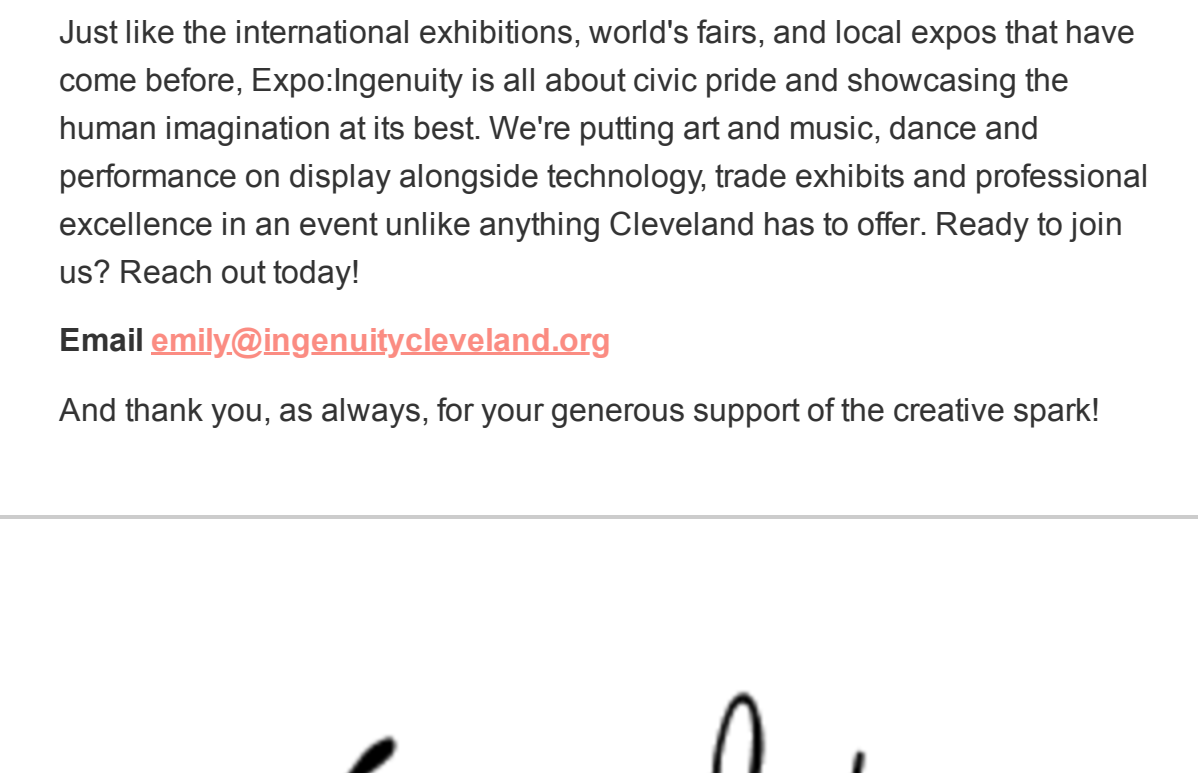 Just like the international exhibitions, world's fairs, and local expos that have
come before, Expo:Ingenuity is all about civic pride and showcasing the
human imagination at its best. We're putting art and music, dance and
performance on display alongside technology, trade exhibits and professional
excellence in an event unlike anything Cleveland has to offer. Ready to join
us? Reach out today!
Email emily@ingenuitycleveland.org
And thank you, as always, for your generous support of the creative spark!